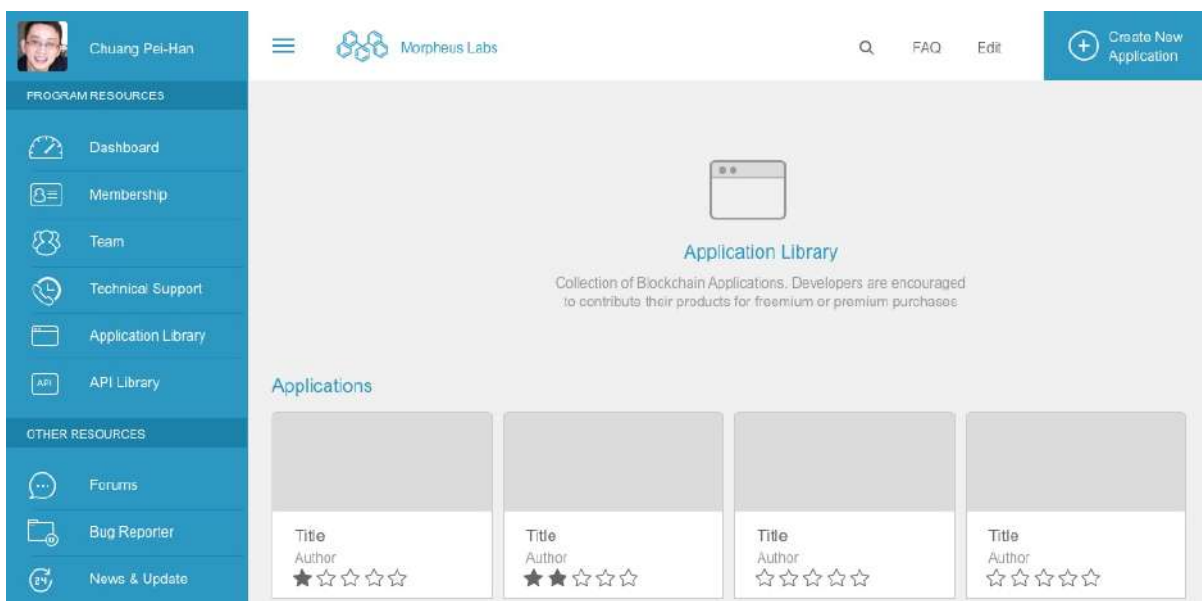 Chuang Pei-Han
PROGRAM RESOURCES
Dashboard
Membership
Team
Technical Support
Application Library
API
API Library
OTHER RESOURCES
Forums
Bug Reporter
24
News & Update
Morpheus Labs
FAQ
Edit
Create New
Application
Application Library
Collection of Blockchain Applications. Developers are encouraged
to contribute their products for freemium or premium purchases
Applications
Title
Author
Title
Author
Title
Author
Title
Author